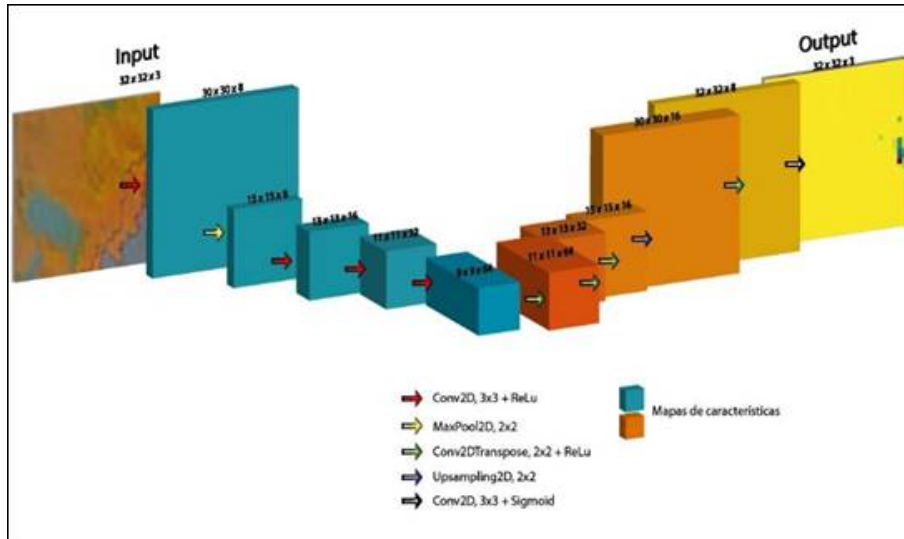 Input
32 x 32 x 3
30 x 30 x 8
15 x 15 x 8
13 x 13 x 16
11 x 11 x 32
9 x 9 x 64
11 x 11 x 64
13 x 13 x 32
15 x 15 x 16
30 x 30 x 16
32 x 32 x 8
Output
32 x 32 x 3
Conv2D, 3x3 + ReLu
MaxPool2D, 2x2
Conv2DTranspose, 2x2 + ReLu
Upsampling2D, 2x2
Conv2D, 3x3 + Sigmoid
Mapas de características